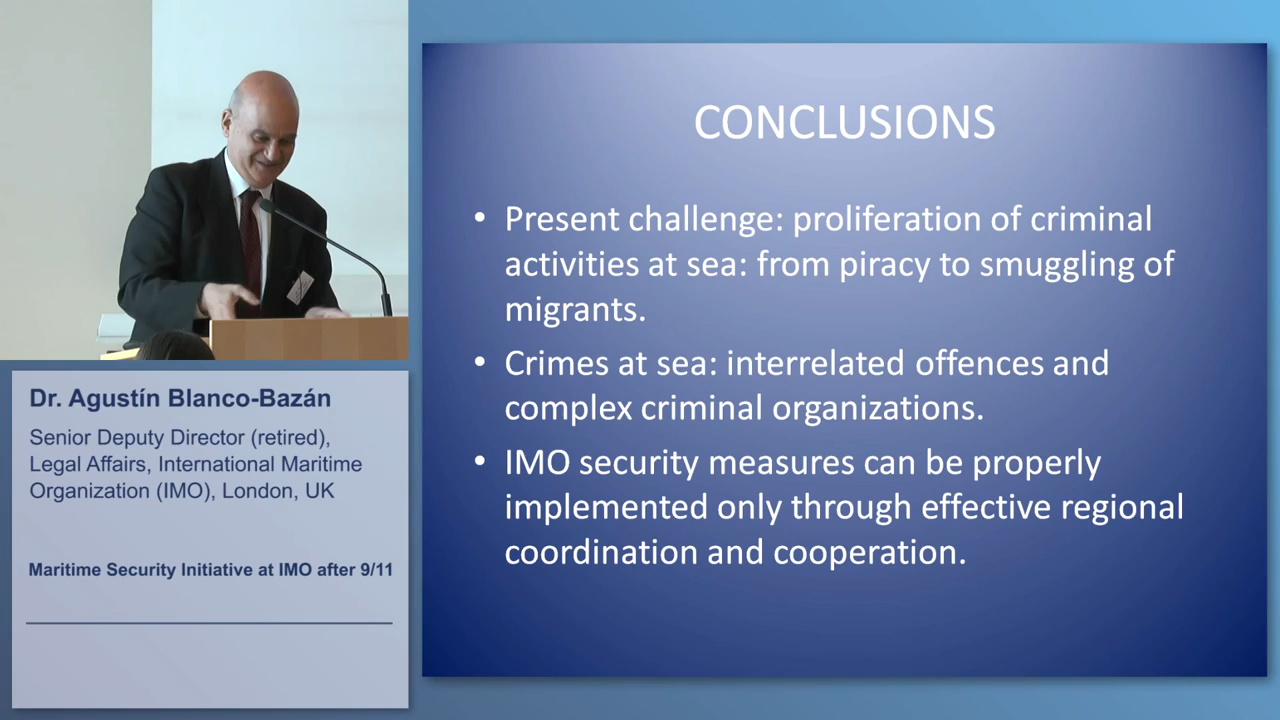 Dr. Agustín Blanco-Bazán
Senior Deputy Director (retired),
Legal Affairs, International Maritime
Organization (IMO), London, UK
Maritime Security Initiative at IMO after 9/11
CONCLUSIONS
• Present challenge: proliferation of criminal
activities at sea: from piracy to smuggling of
migrants.
• Crimes at sea: interrelated offences and
complex criminal organizations.
• IMO security measures can be properly
implemented only through effective regional
coordination and cooperation.